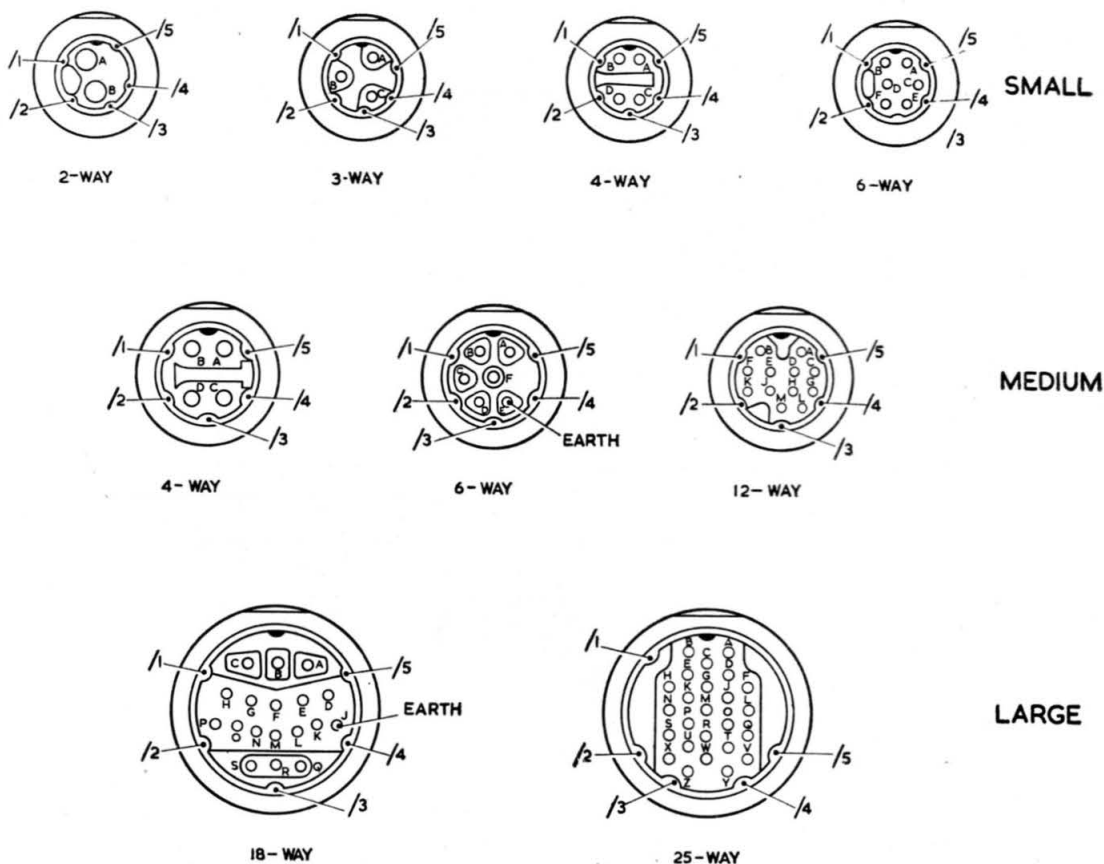 /1
/5
A
B
/2
/4
/3
2-WAY
/1
/5
A
B
C
/2
/4
/3
3-WAY
/1
/5
B A
D C
/2
/4
/3
4-WAY
/1
/5
B A
D C
F E
/2
/4
/3
6-WAY
SMALL
/1
/5
B A
D C
/2
/4
/3
4-WAY
/1
/5
B A
C F
D E
/2
/4
/3
EARTH
6-WAY
/1
/5
B A
F E D C
K J H G
M L
/2
/4
/3
12-WAY
MEDIUM
/1
/5
C B A
H G F E D
P O N M L K J
EARTH
S R Q
/2
/4
/3
18-WAY
/1
B A
C
E D
H G F
K J
N M L
P O
S R Q
U T
X W V
Z Y
/2
/5
/3
/4
25-WAY
LARGE